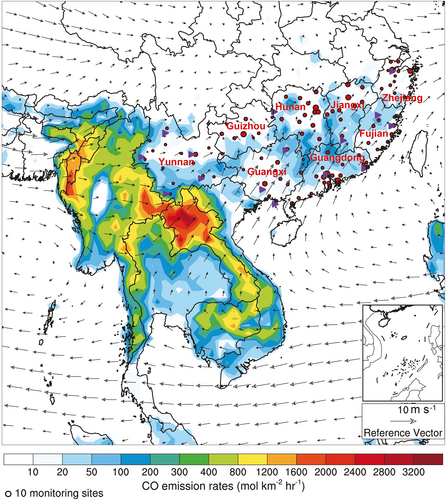 Zhejiang
Hunan
Jiangxi
Guizhou
Fujian
Yunnan
Guangdong
Guangxi
10 m s-1
Reference Vector
10 20 50 100 200 300 400 800 1200 1600 2000 2400 2800 3200
CO emission rates (mol km-2 hr-1)
10 monitoring sites